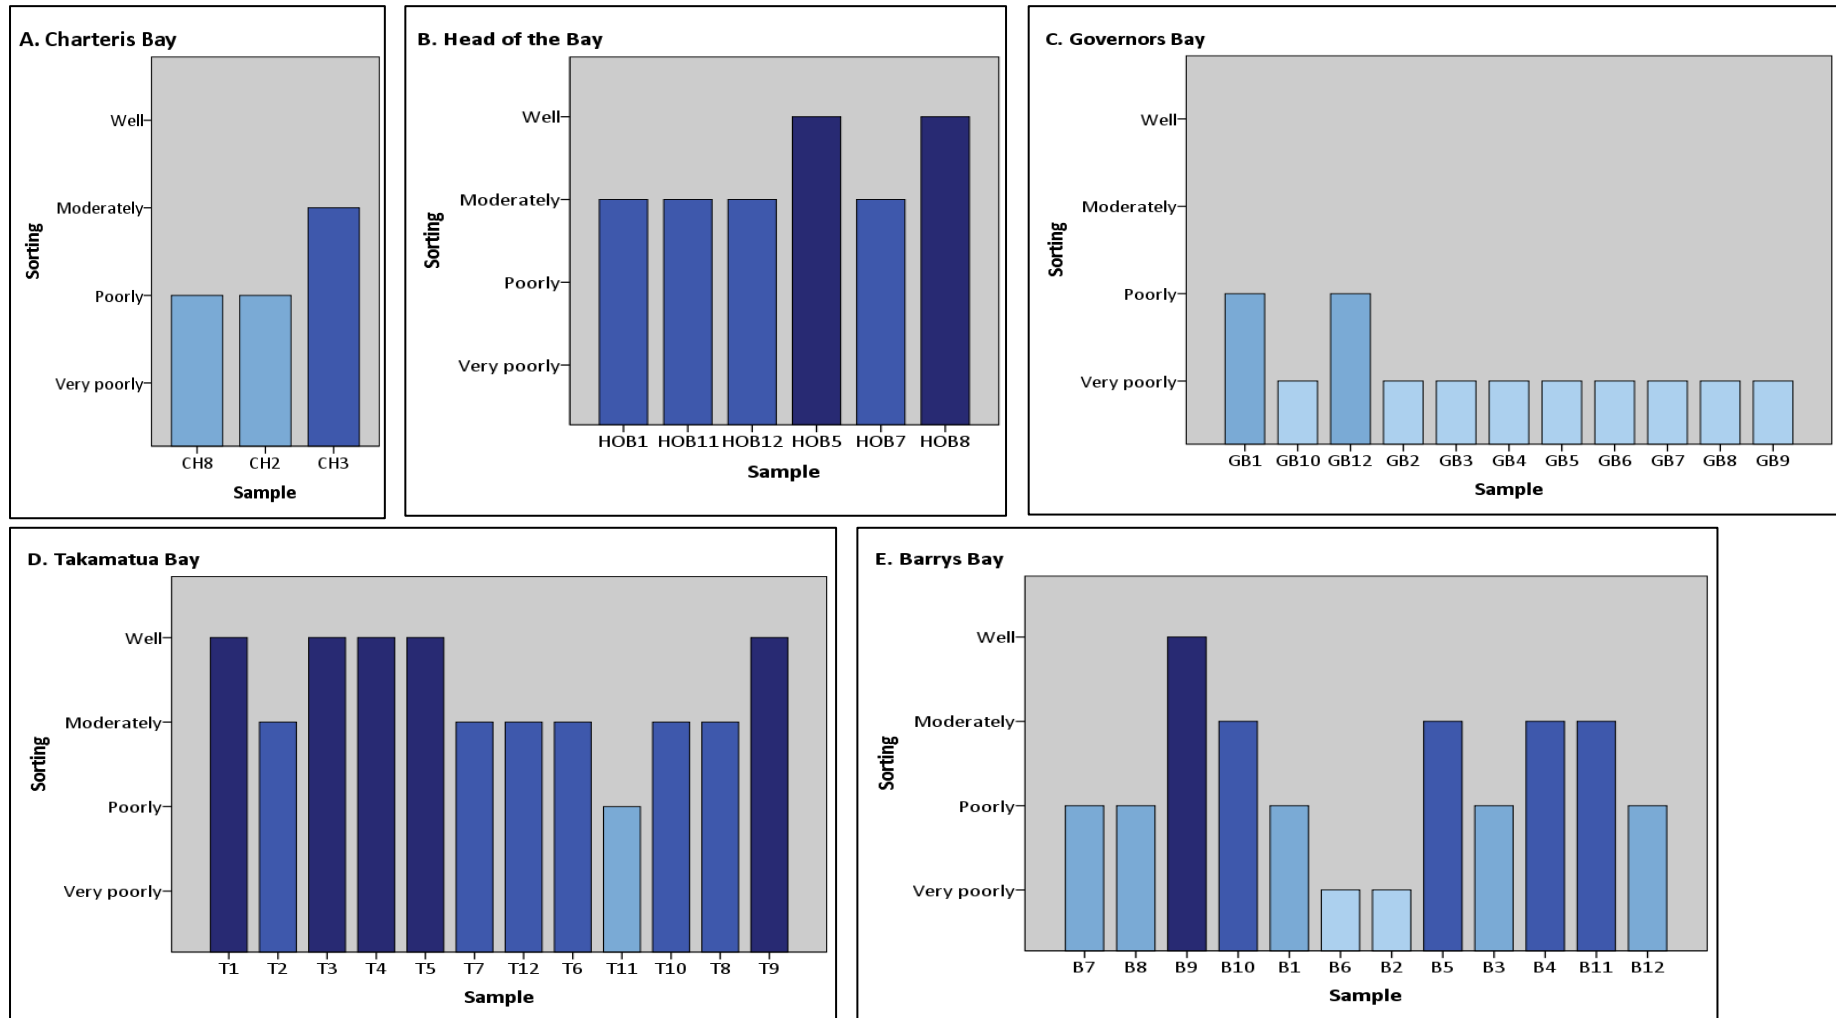 A. Charteris Bay
Well
Moderately
Poorly
Very poorly
Sorting
CH8 CH2 CH3
Sample
B. Head of the Bay
Well
Moderately
Poorly
Very poorly
Sorting
HOB1 HOB11 HOB12 HOB5 HOB7 HOB8
Sample
C. Governors Bay
Well
Moderately
Poorly
Very poorly
Sorting
GB1 GB10 GB12 GB2 GB3 GB4 GB5 GB6 GB7 GB8 GB9
Sample
D. Takamatua Bay
Well
Moderately
Poorly
Very poorly
Sorting
T1 T2 T3 T4 T5 T7 T12 T6 T11 T10 T8 T9
Sample
E. Barrys Bay
Well
Moderately
Poorly
Very poorly
Sorting
B7 B8 B9 B10 B1 B6 B2 B5 B3 B4 B11 B12
Sample